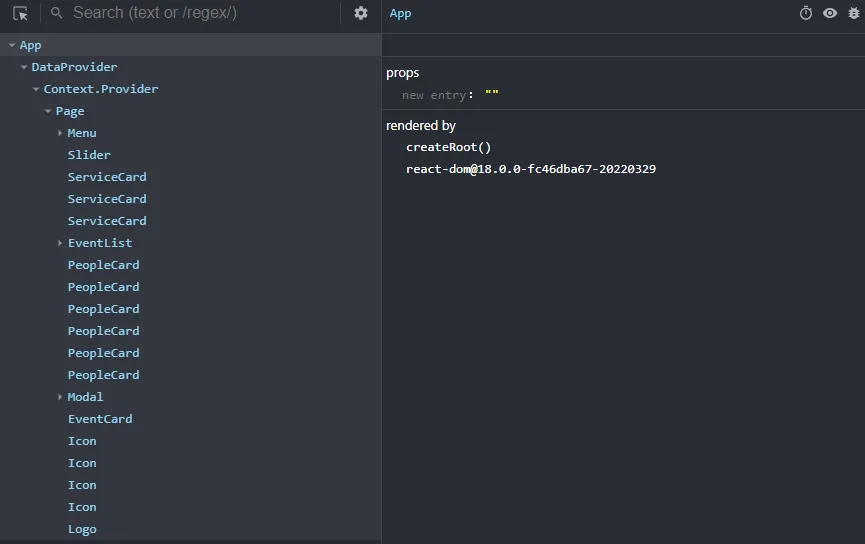 Search (text or /regex/)
App
DataProvider
Context.Provider
Page
Menu
Slider
ServiceCard
ServiceCard
ServiceCard
EventList
PeopleCard
PeopleCard
PeopleCard
PeopleCard
PeopleCard
PeopleCard
Modal
EventCard
Icon
Icon
Icon
Icon
Logo
App
props
new entry: ""
rendered by
createRoot()
react-dom@18.0.0-fc46dba67-20220329